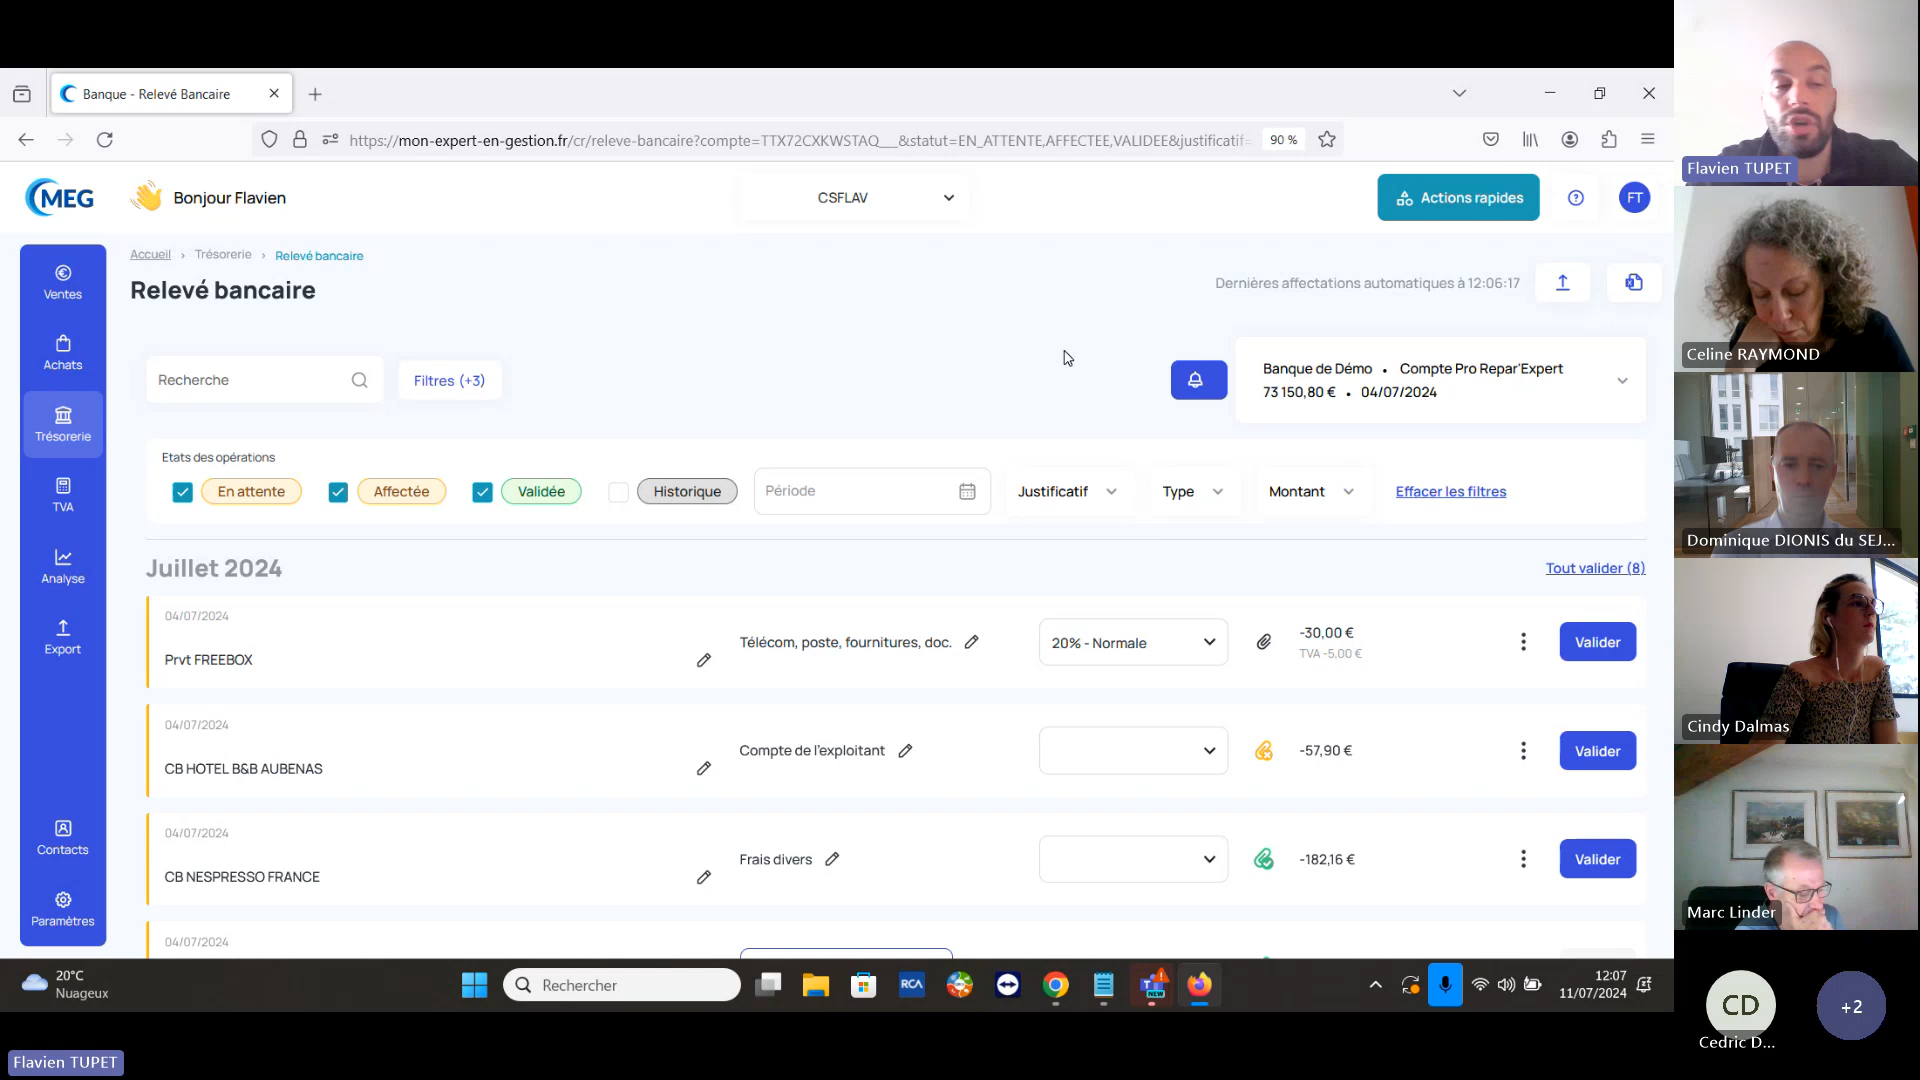 Banque - Relevé Bancaire
https://mon-expert-en-gestion.fr/cr/releve-bancaire?compte=TTX72CXKWSTAQ___&statut=EN_ATTENTE,AFFECTEE,VALIDEE&justificatif=
90 %
MEG
Bonjour Flavien
CSFLAV
Actions rapides
FT
Accueil > Trésorerie > Relevé bancaire
Relevé bancaire
Dernières affectations automatiques à 12:06:17
Ventes
Achats
Trésorerie
TVA
Analyse
Export
Contacts
Paramètres
Recherche
Filtres (+3)
Banque de Démo • Compte Pro Repar'Expert
73 150,80 € • 04/07/2024
Etats des opérations
En attente
Affectée
Validée
Historique
Période
Justificatif
Type
Montant
Effacer les filtres
Juillet 2024
Tout valider (8)
04/07/2024
Prvt FREEBOX
Télécom, poste, fournitures, doc.
20% - Normale
-30,00 €
TVA -5,00 €
Valider
04/07/2024
CB HOTEL B&B AUBENAS
Compte de l'exploitant
-57,90 €
Valider
04/07/2024
CB NESPRESSO FRANCE
Frais divers
-182,16 €
Valider
04/07/2024
20°C
Nuageux
Rechercher
RCA
NEW
12:07
11/07/2024
Flavien TUPET
Flavien TUPET
Celine RAYMOND
Dominique DIONIS du SEJ...
Cindy Dalmas
Marc Linder
CD
Cedric D...
+2